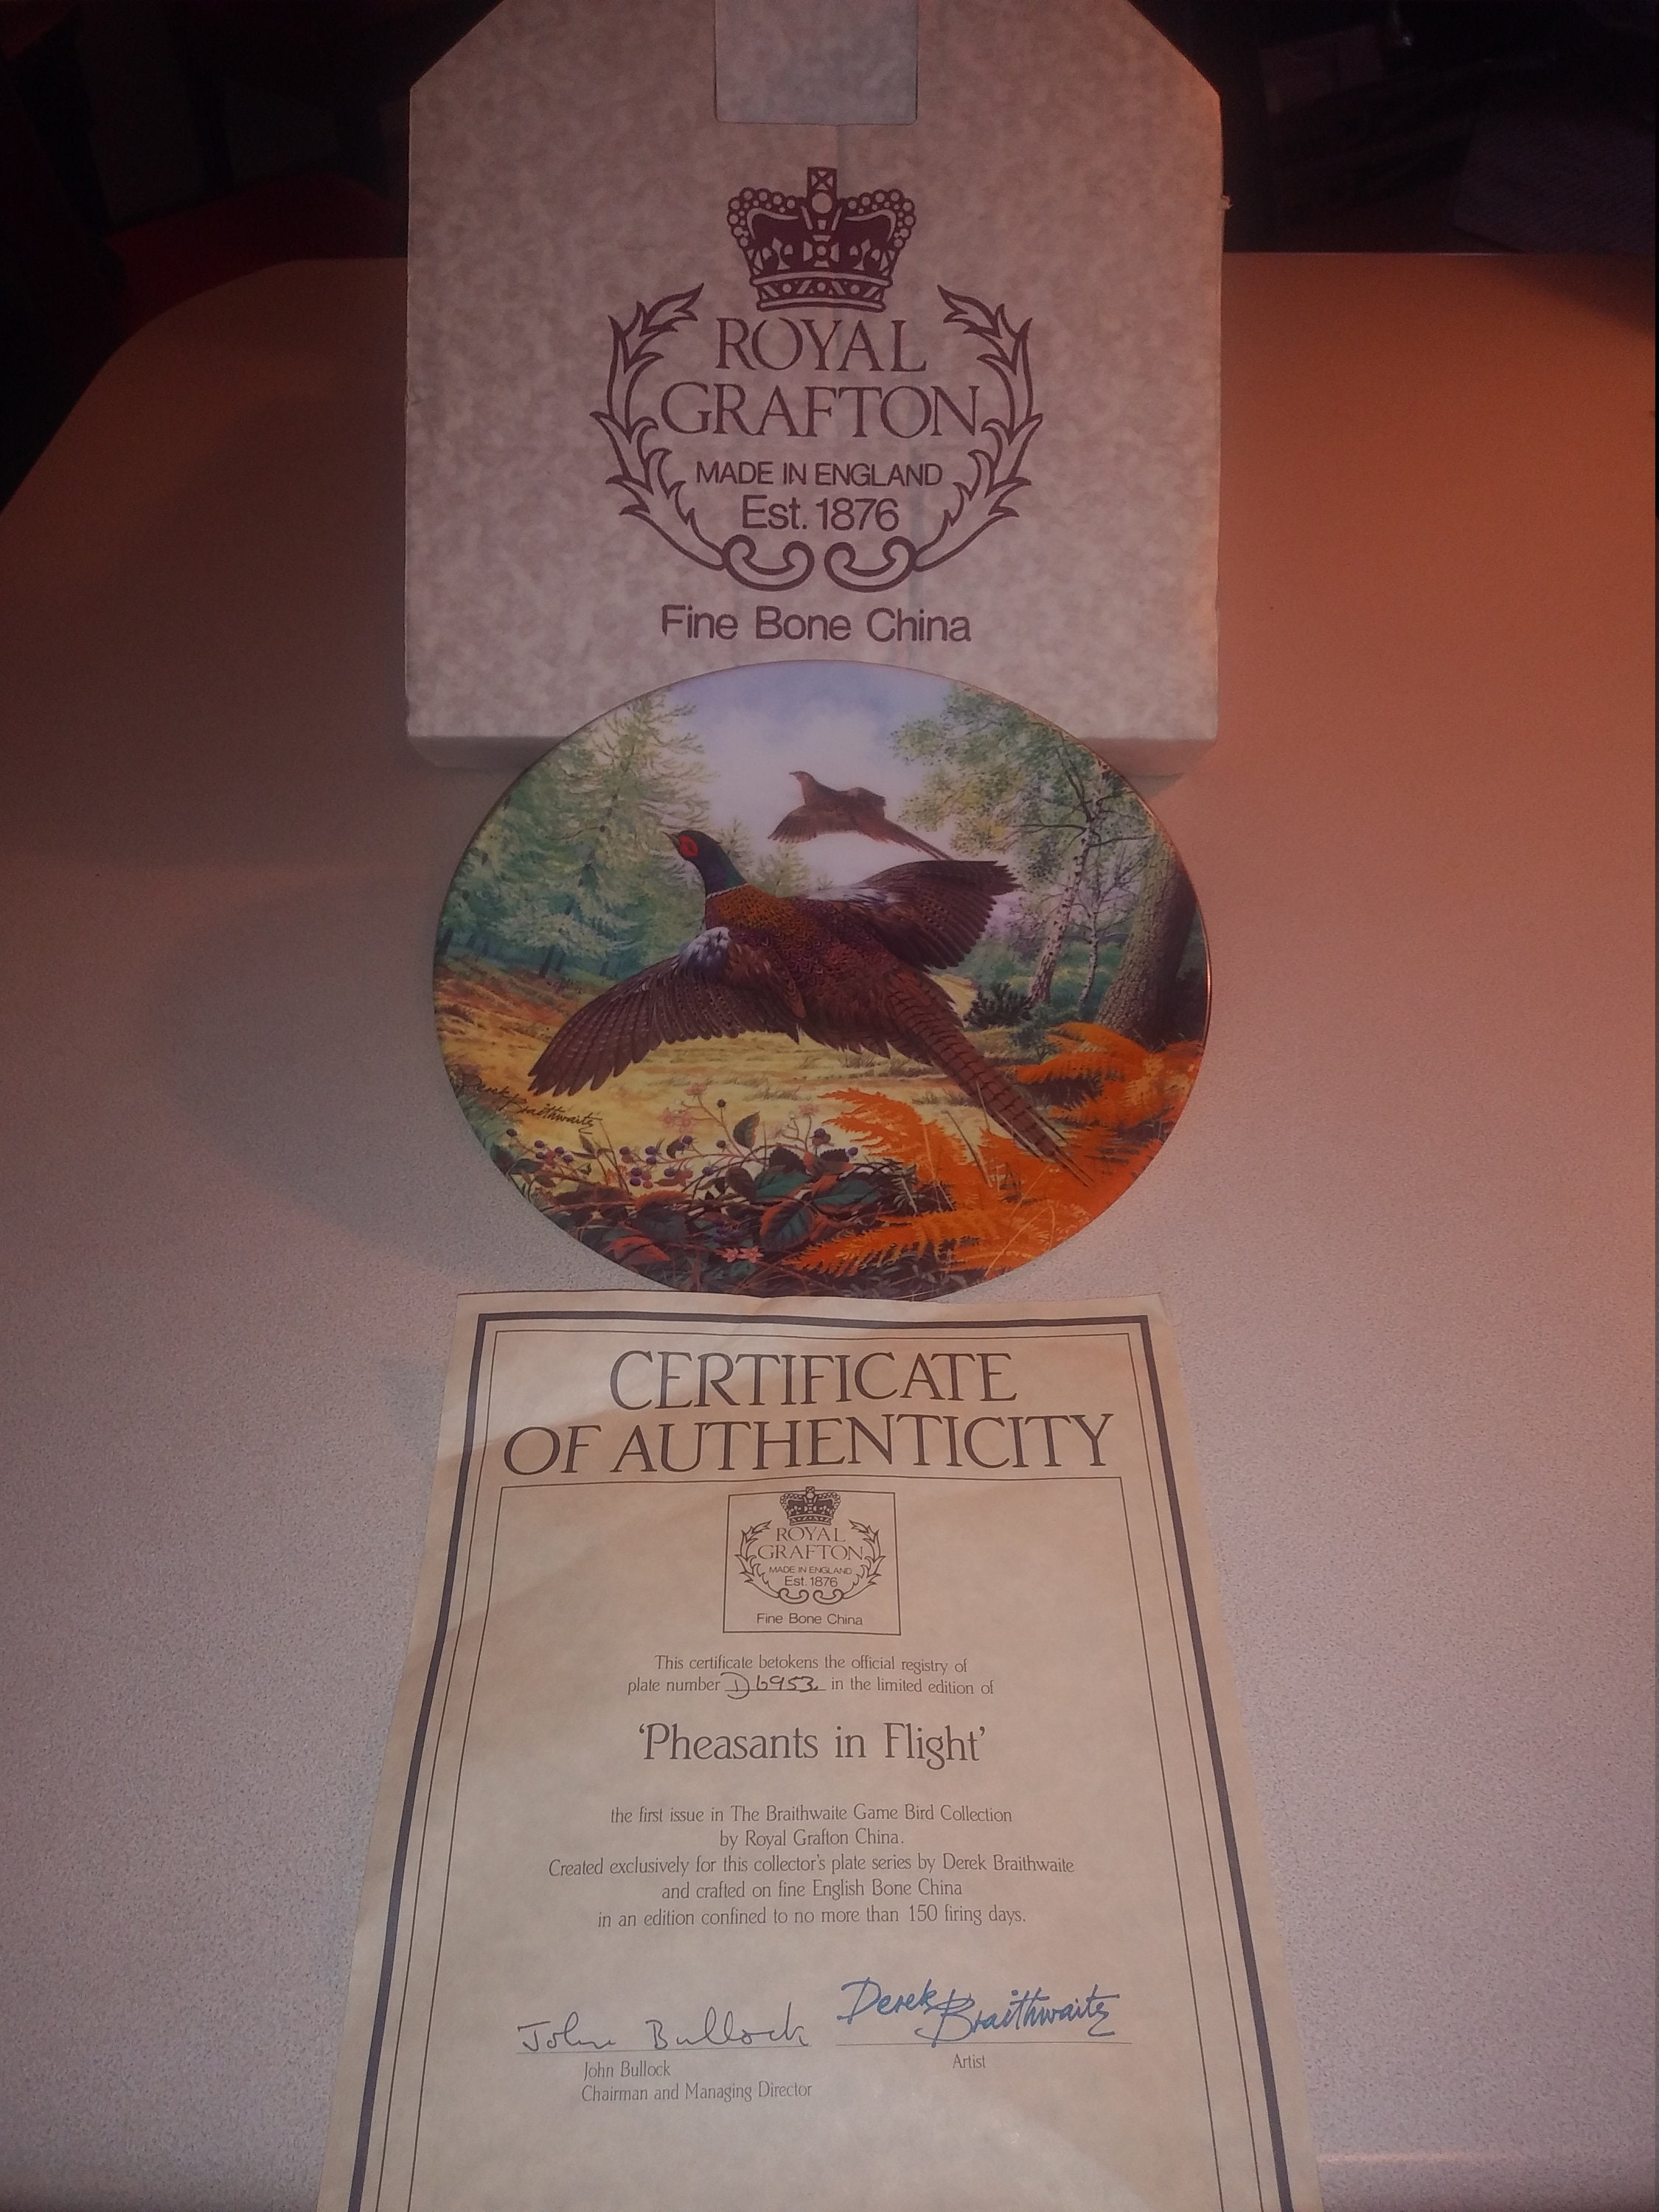 ROYAL
GRAFTON
MADE IN ENGLAND
Est. 1876
Fine Bone China
Derek
Braithwaite
CERTIFICATE
OF AUTHENTICITY
ROYAL
GRAFTON
MADE IN ENGLAND
Est. 1876
Fine Bone China
This certificate betokens the official registry of
plate number D6953 in the limited edition of
'Pheasants in Flight'
the first issue in The Braithwaite Game Bird Collection
by Royal Grafton China.
Created exclusively for this collector's plate series by Derek Braithwaite
and crafted on fine English Bone China
in an edition confined to no more than 150 firing days.
John Bullock
Derek
Braithwaite
John Bullock
Chairman and Managing Director
Artist